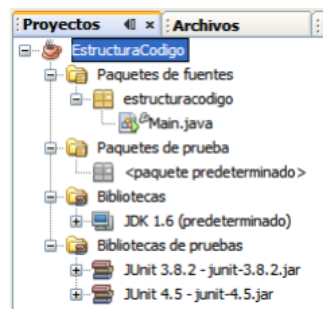 Proyectos Archivos
EstructuraCodigo
Paquetes de fuentes
estructuracodigo
Main.java
Paquetes de prueba
<paquete predeterminado>
Bibliotecas
JDK 1.6 (predeterminado)
Bibliotecas de pruebas
JUnit 3.8.2 - junit-3.8.2.jar
JUnit 4.5 - junit-4.5.jar